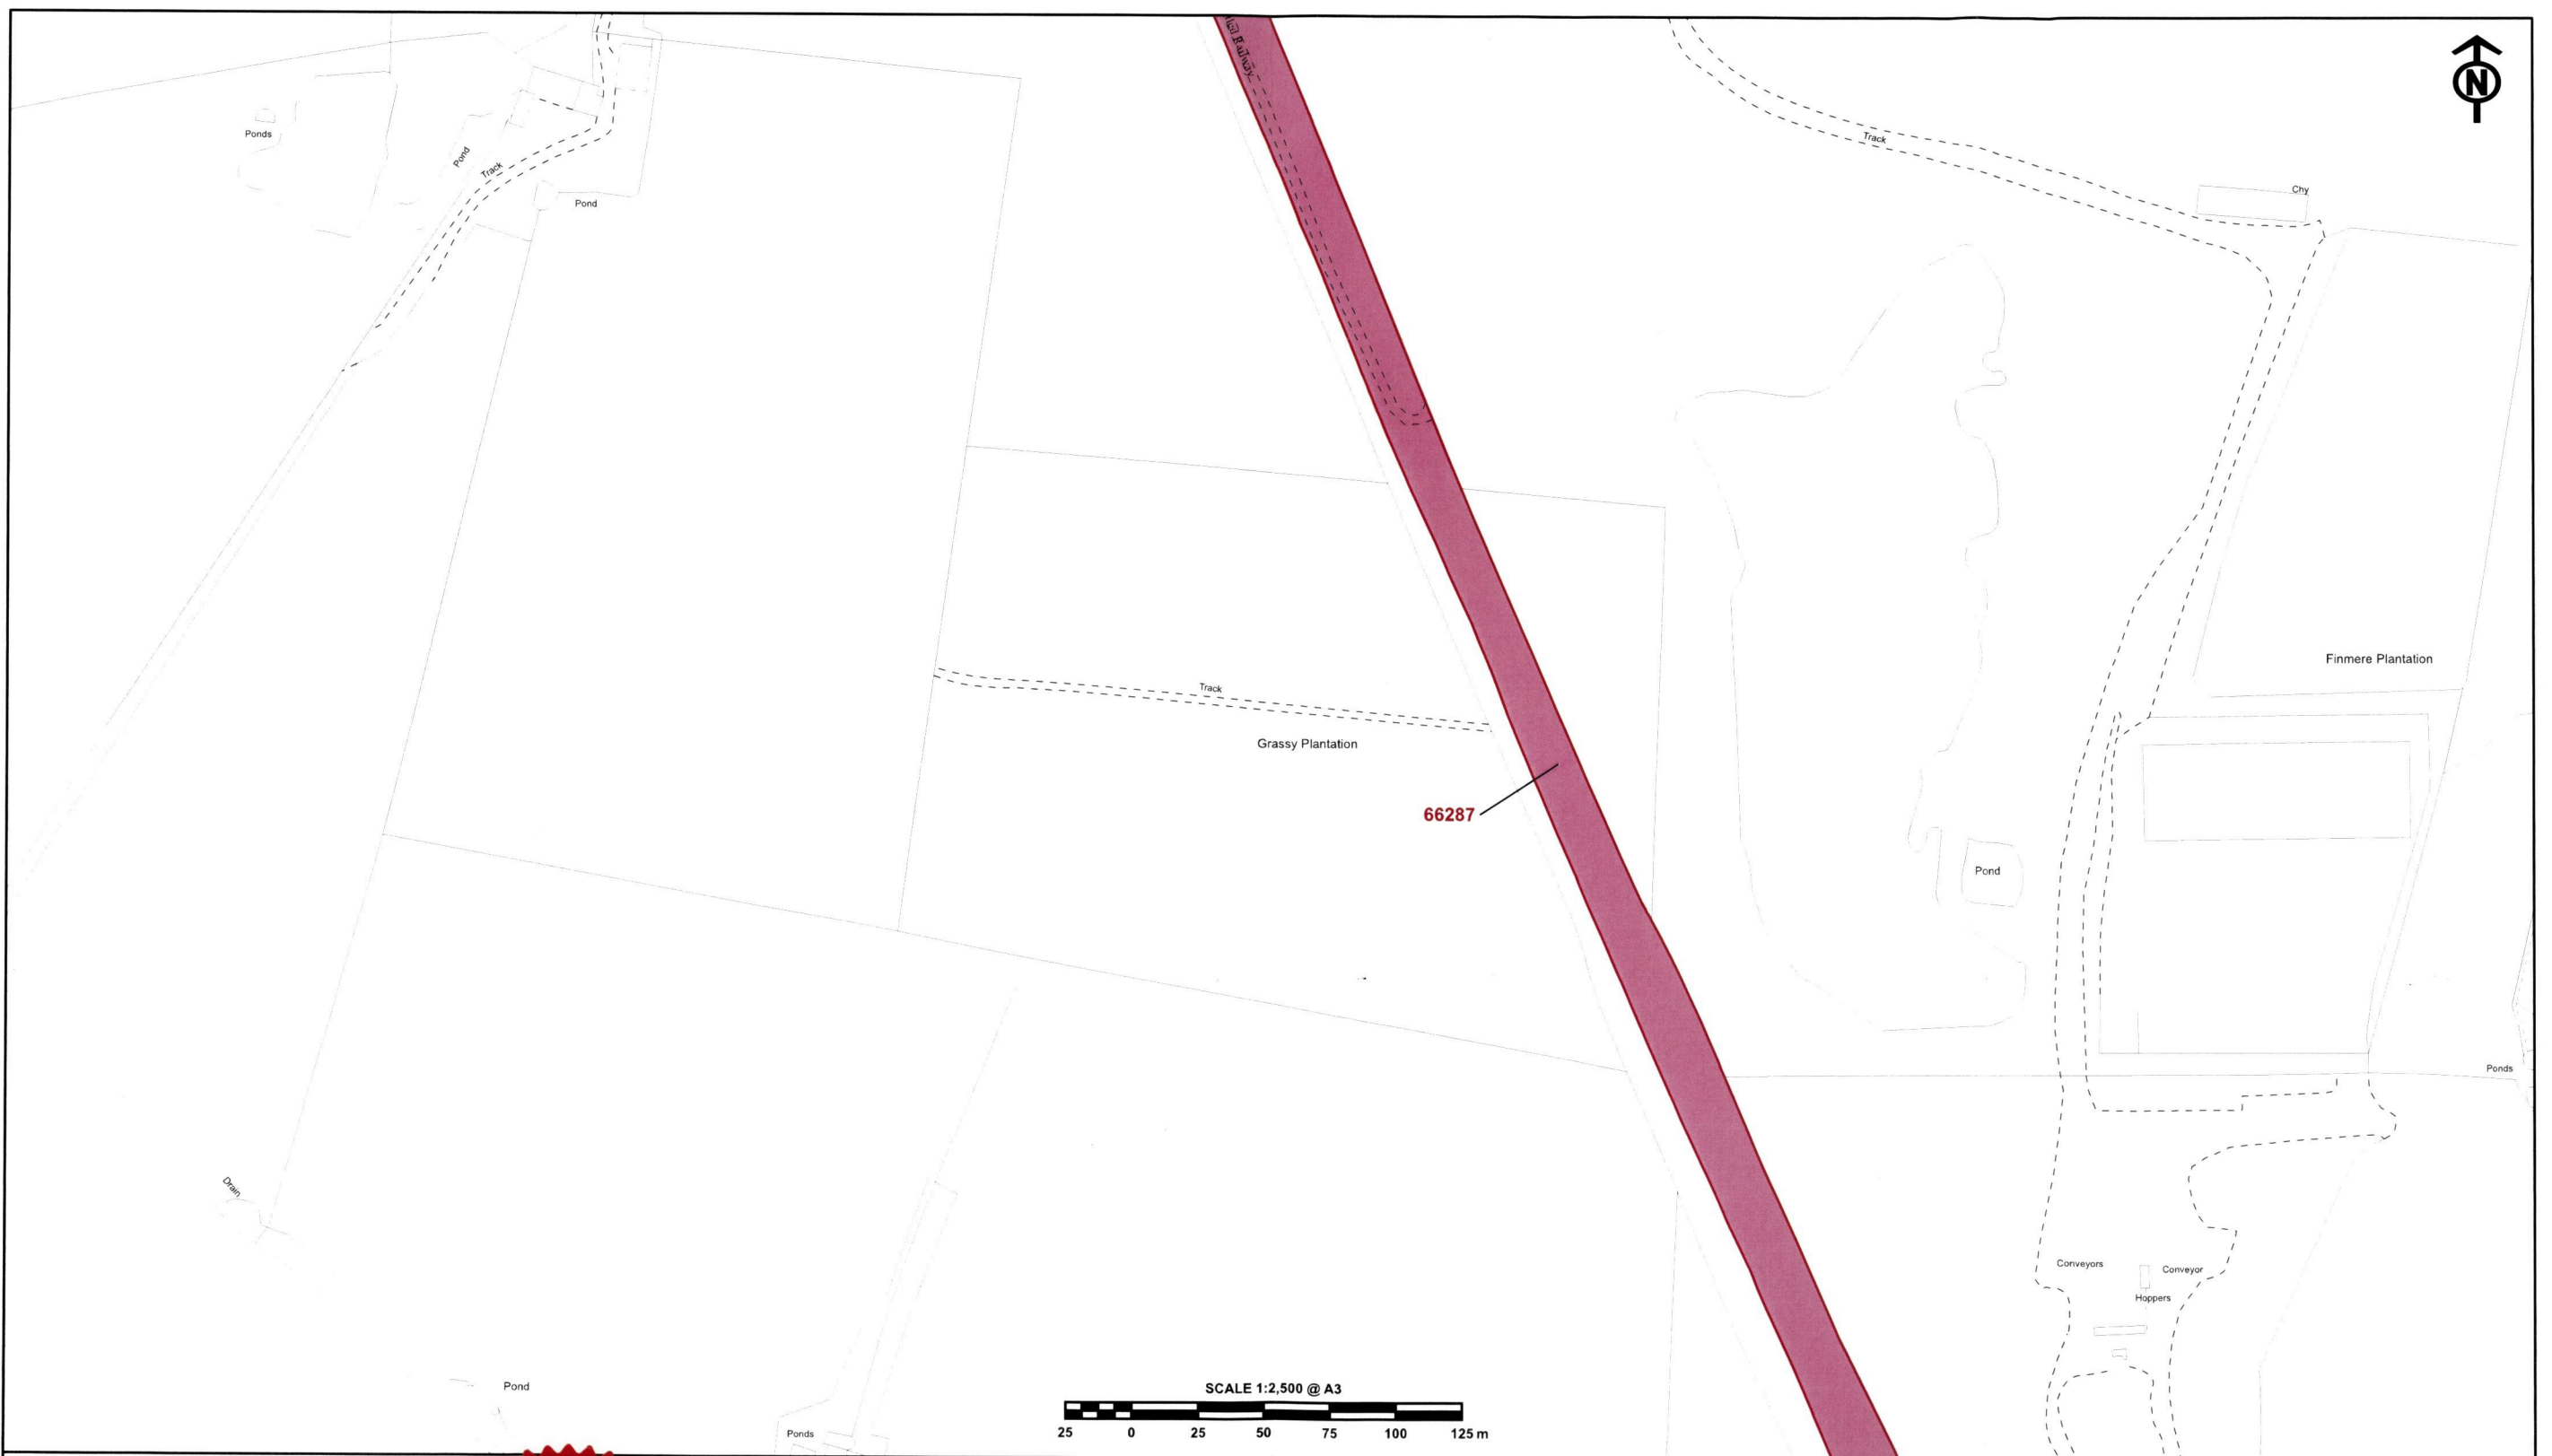 Railway
N
Track
Ponds
Pond
Track
Chy
Pond
Finmere Plantation
Track
Grassy Plantation
66287
Pond
Ponds
Drain
Conveyors
Conveyor
Hoppers
Pond
SCALE 1:2,500 @ A3
25 0 25 50 75 100 125 m
Ponds